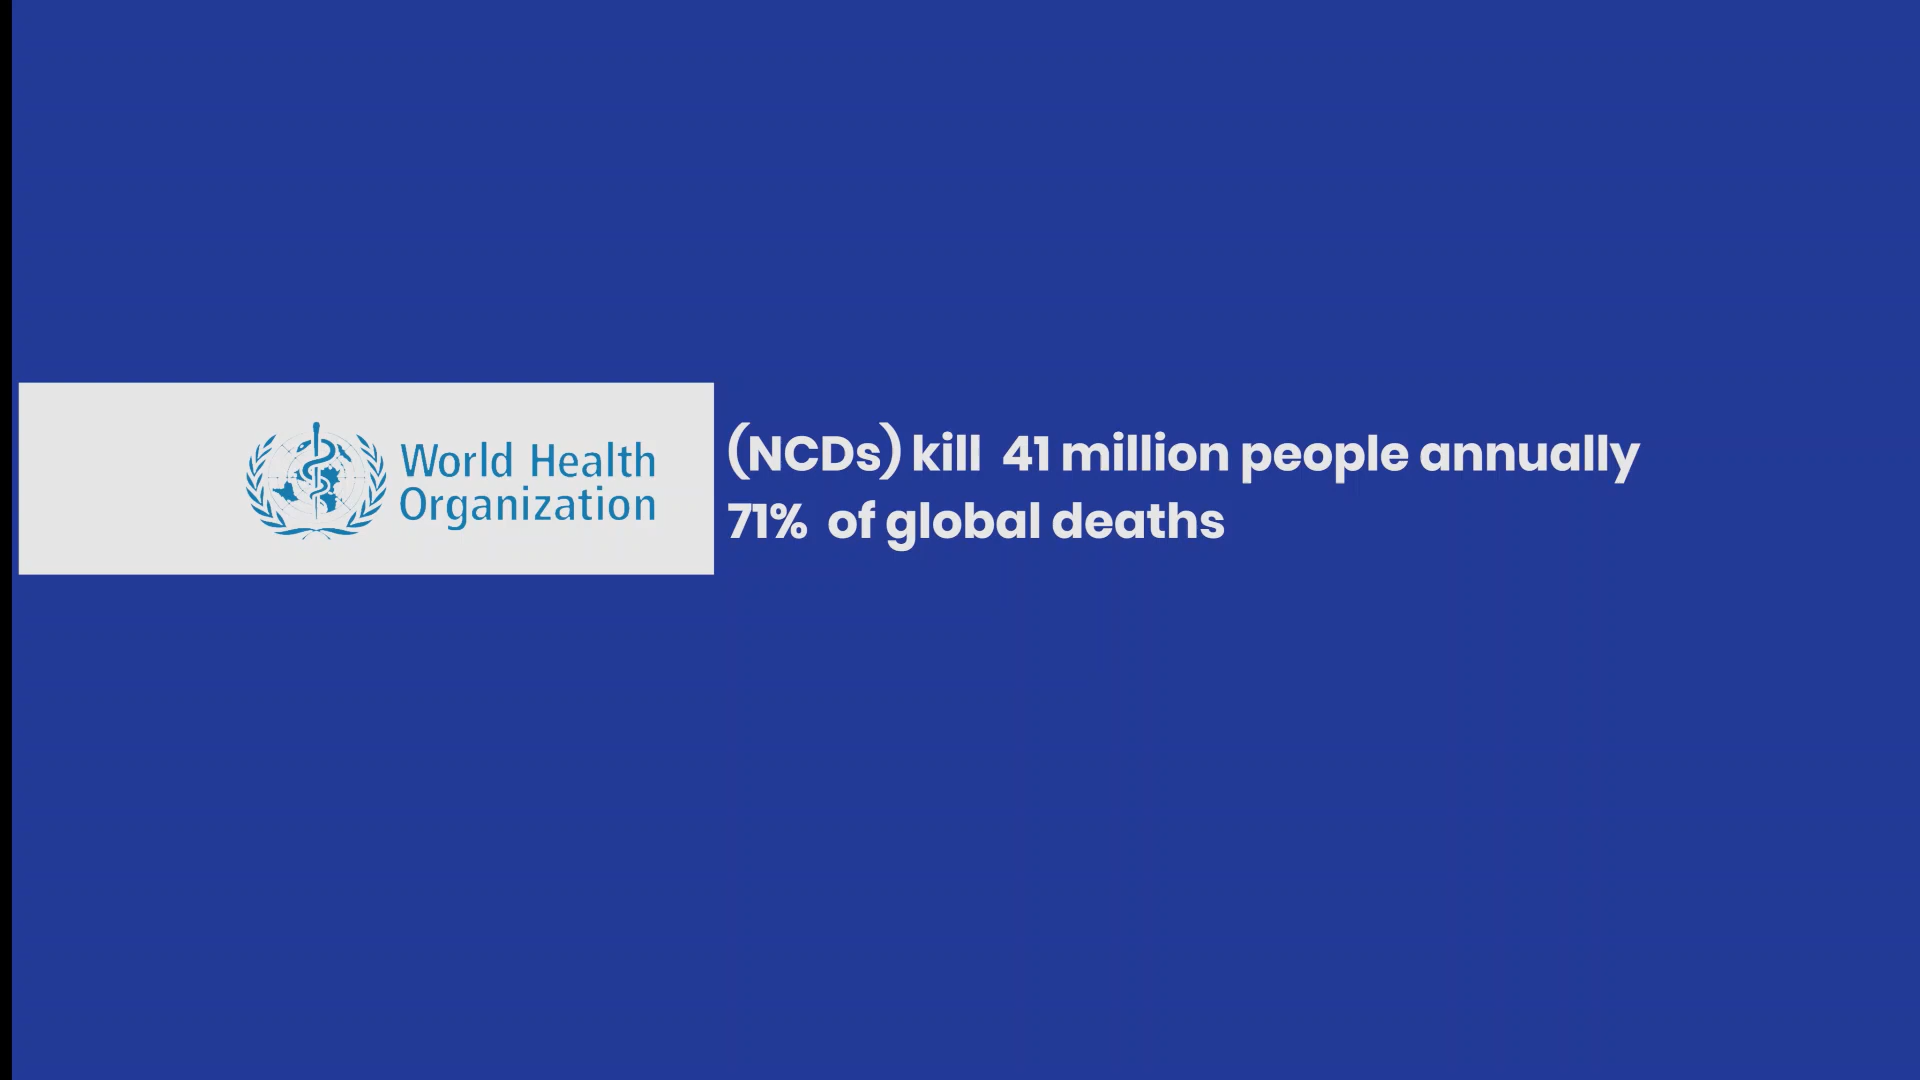 World Health
Organization
(NCDs) kill 41 million people annually
71% of global deaths